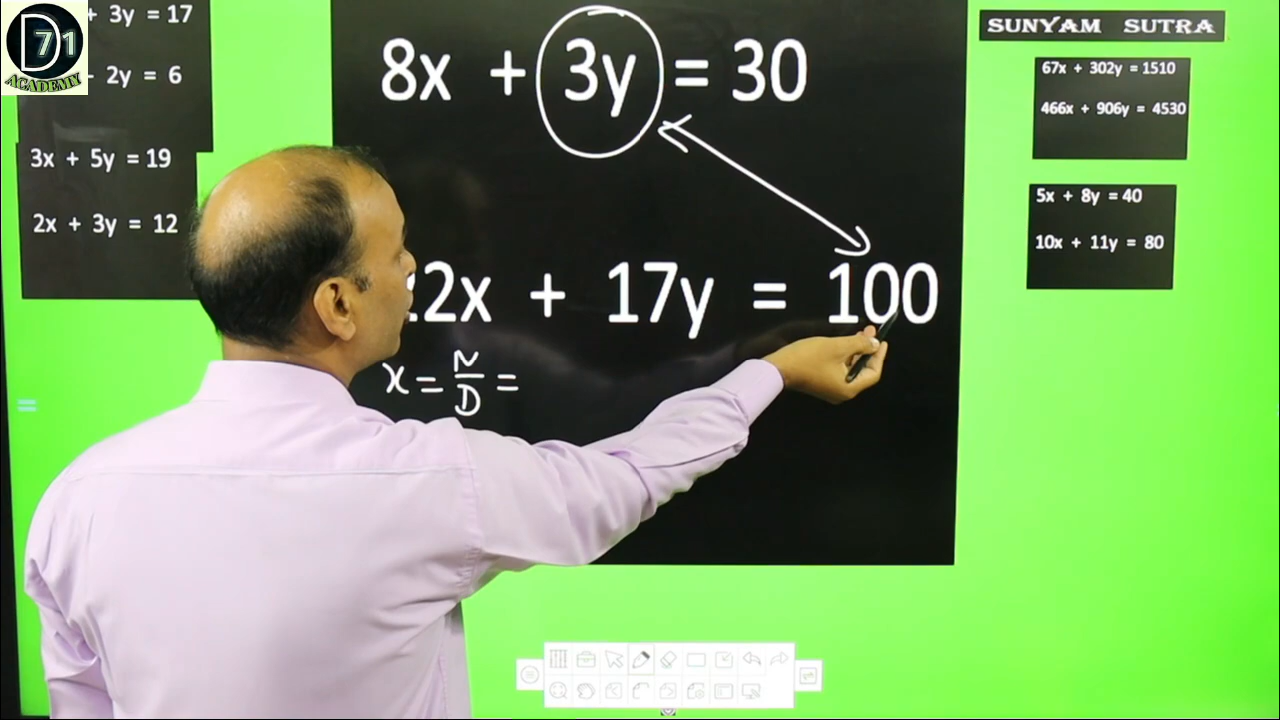 D 71
ACADEMY
+ 3y = 17
- 2y = 6
3x + 5y = 19
2x + 3y = 12
8x + 3y = 30
2x + 17y = 100
x = N/D =
=
SUNYAM SUTRA
67x + 302y = 1510
466x + 906y = 4530
5x + 8y = 40
10x + 11y = 80